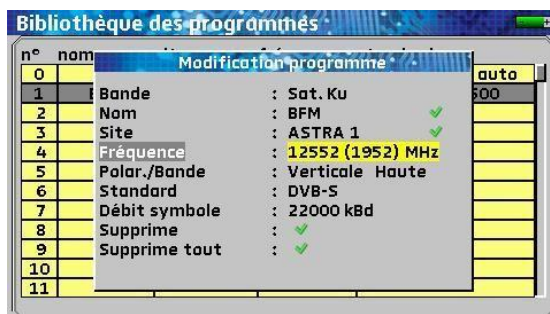 Bibliothèque des programmes
n° nom
Modification programme
0 auto
1 500
Bande : Sat. Ku
2 Nom : BFM
3 Site : ASTRA 1
4 Fréquence : 12552 (1952) MHz
5 Polar./Bande : Verticale Haute
6 Standard : DVB-S
7 Débit symbole : 22000 kBd
8 Supprime :
9 Supprime tout :
10
11